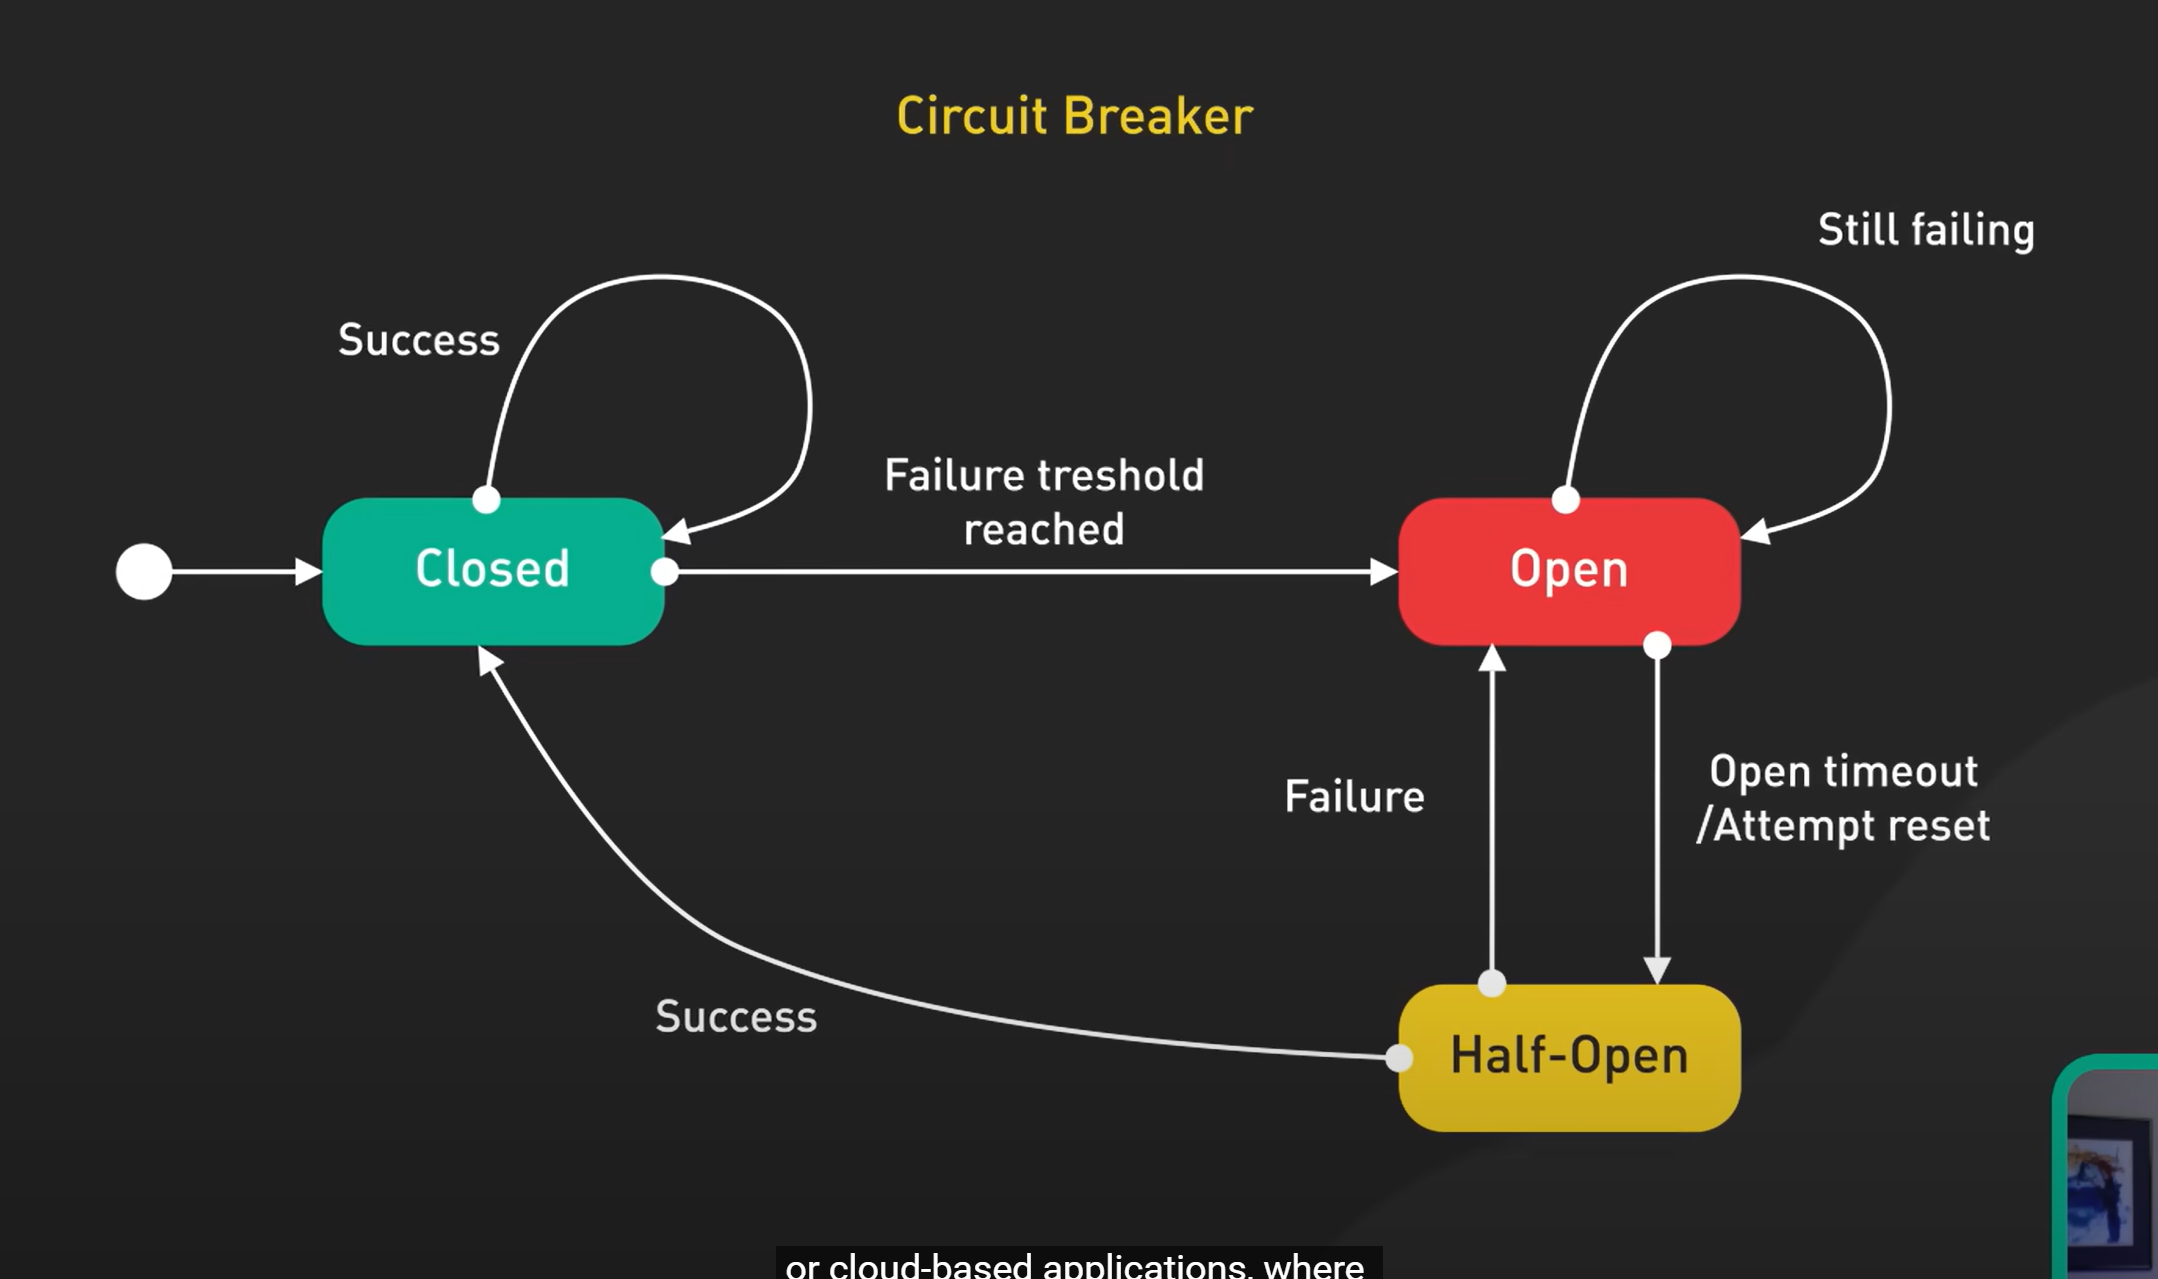 Circuit Breaker
Still failing
Success
Failure treshold
reached
Closed
Open
Failure
Open timeout
/Attempt reset
Success
Half-Open
or cloud-based applications, where